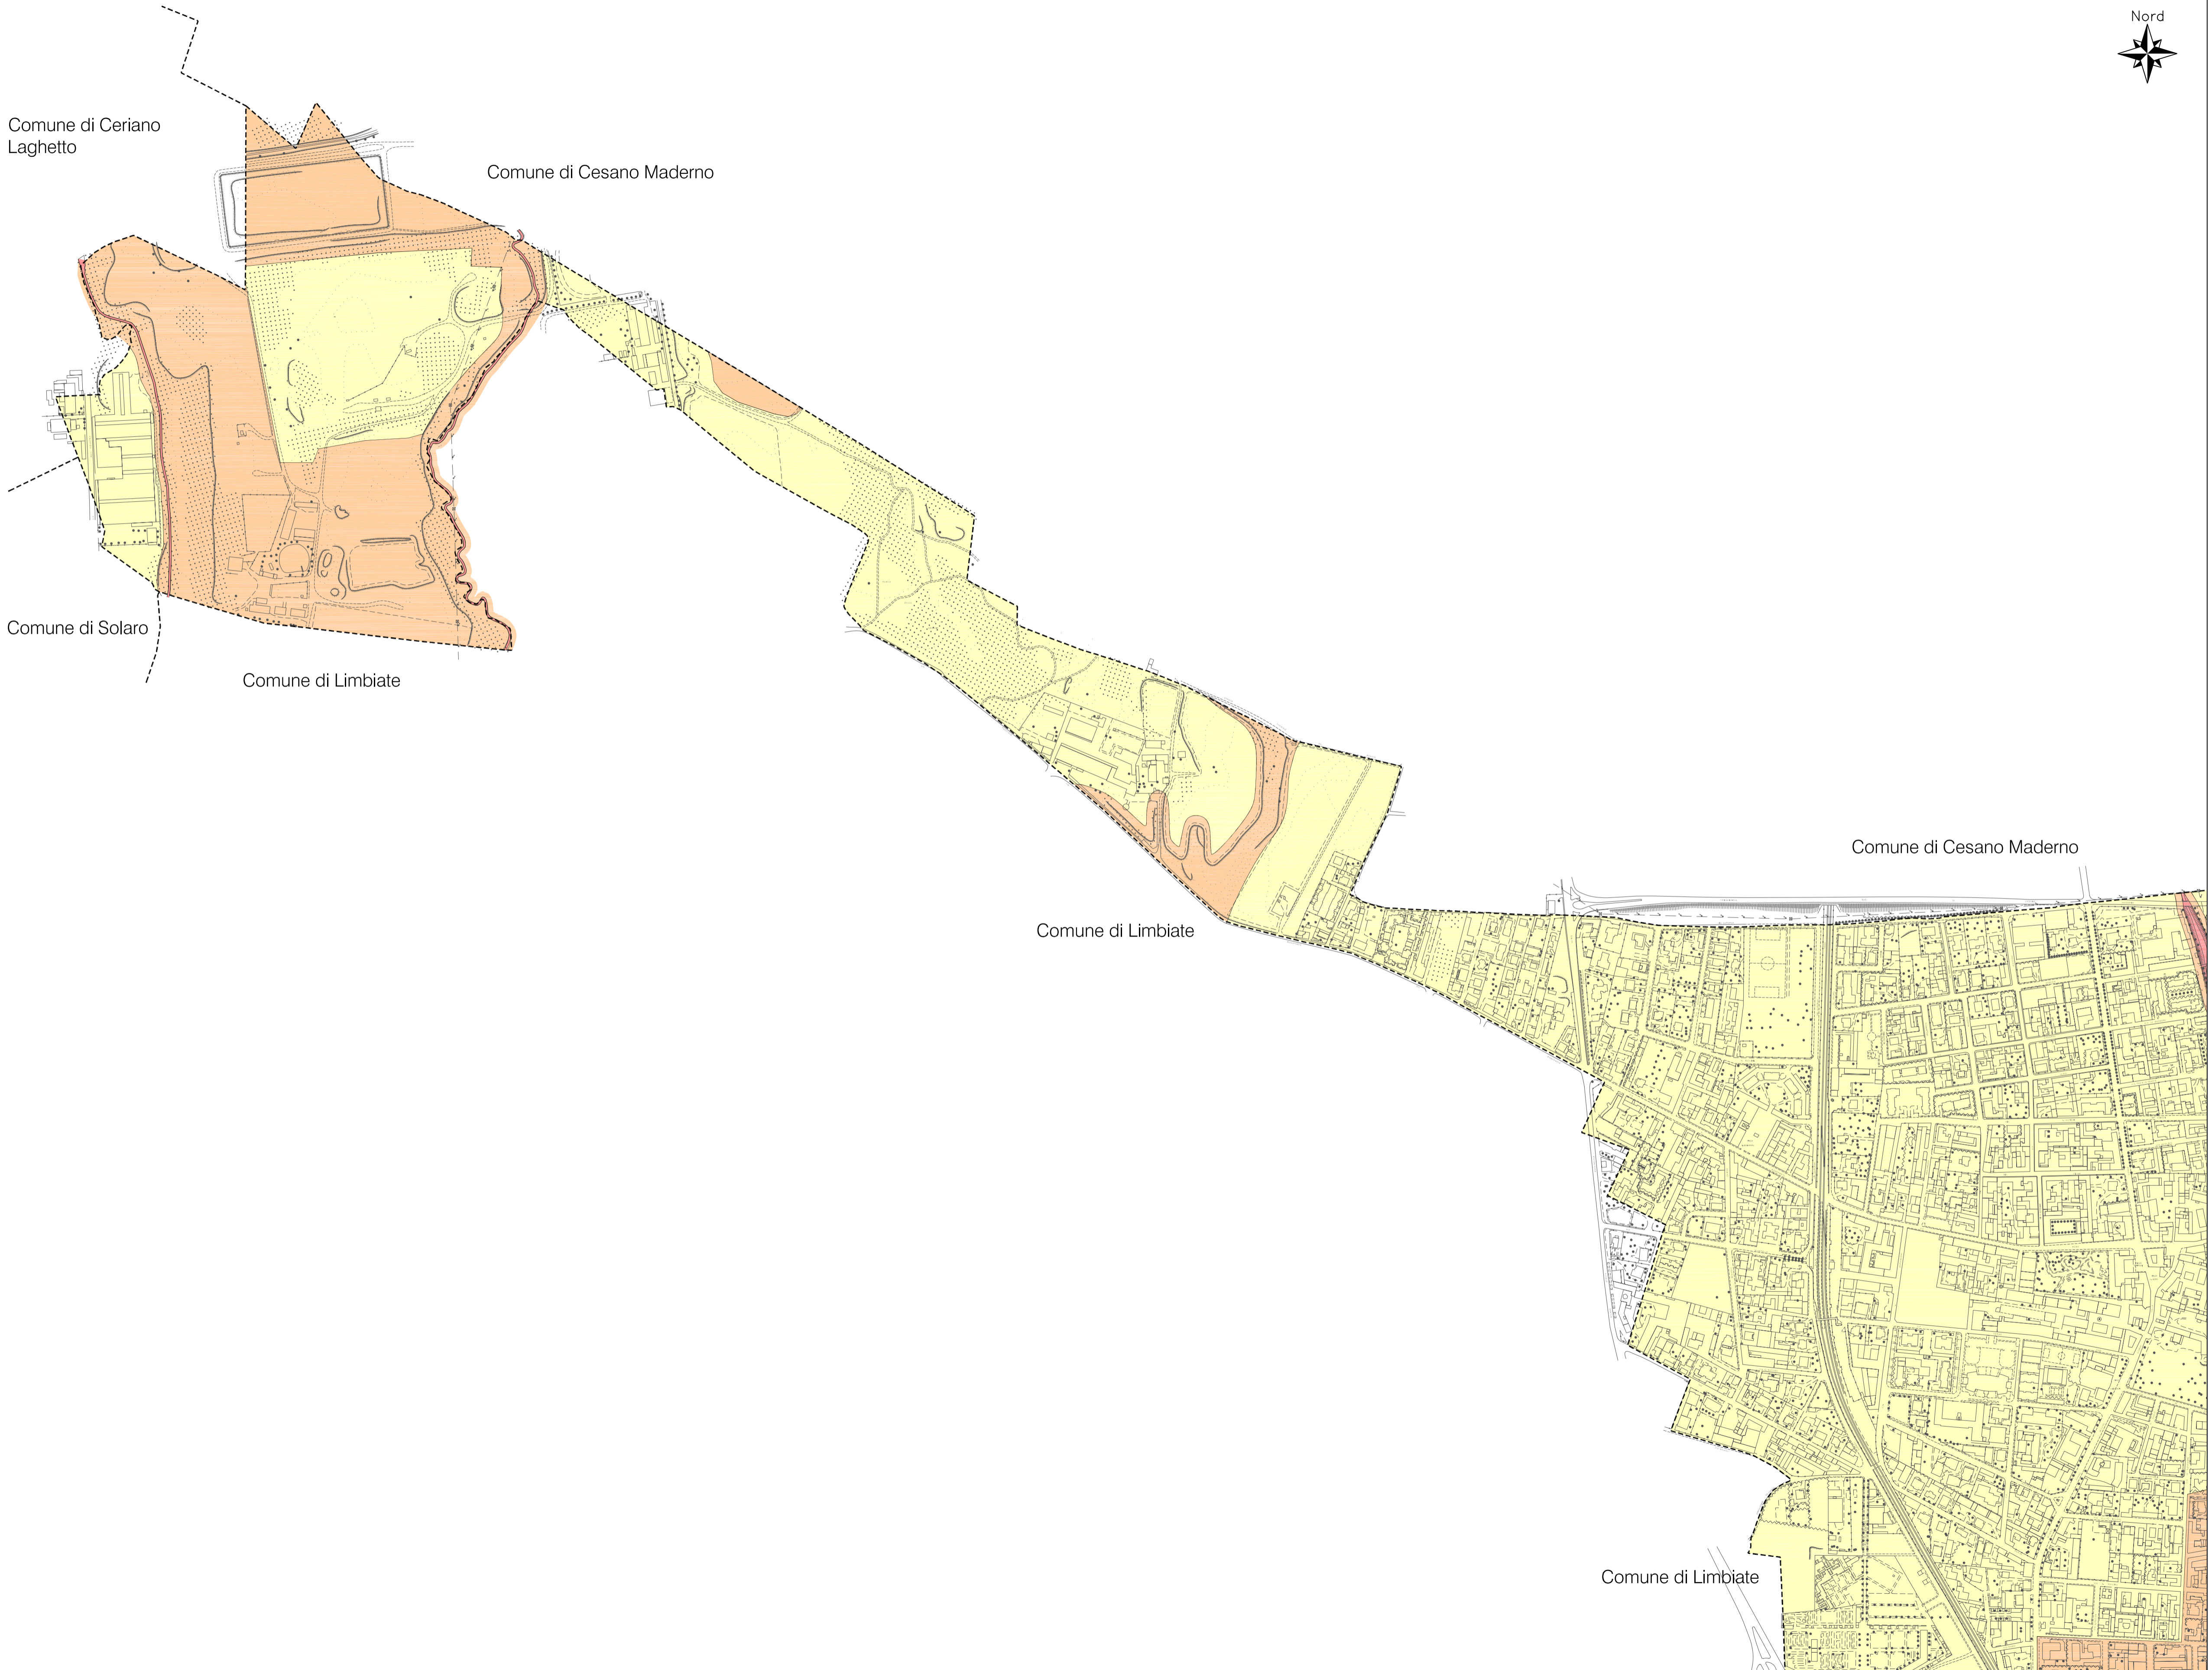 Nord
Comune di Ceriano
Laghetto
Comune di Cesano Maderno
Comune di Solaro
Comune di Limbiate
Comune di Cesano Maderno
Comune di Limbiate
Comune di Limbiate